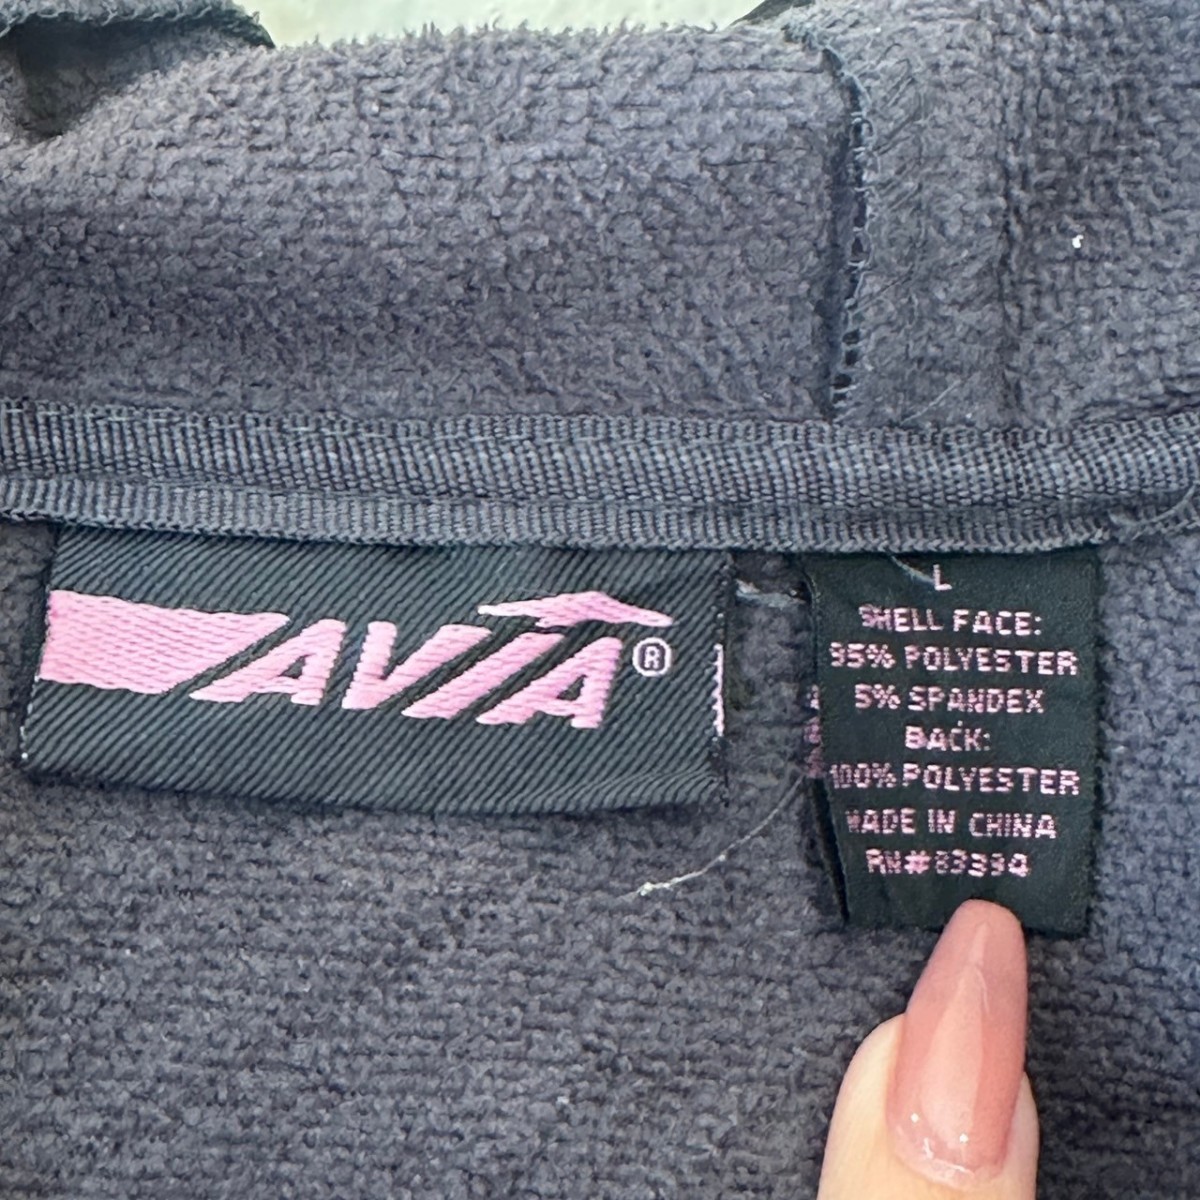 AVIA®
L
SHELL FACE:
95% POLYESTER
5% SPANDEX
BACK:
100% POLYESTER
MADE IN CHINA
RN#83394